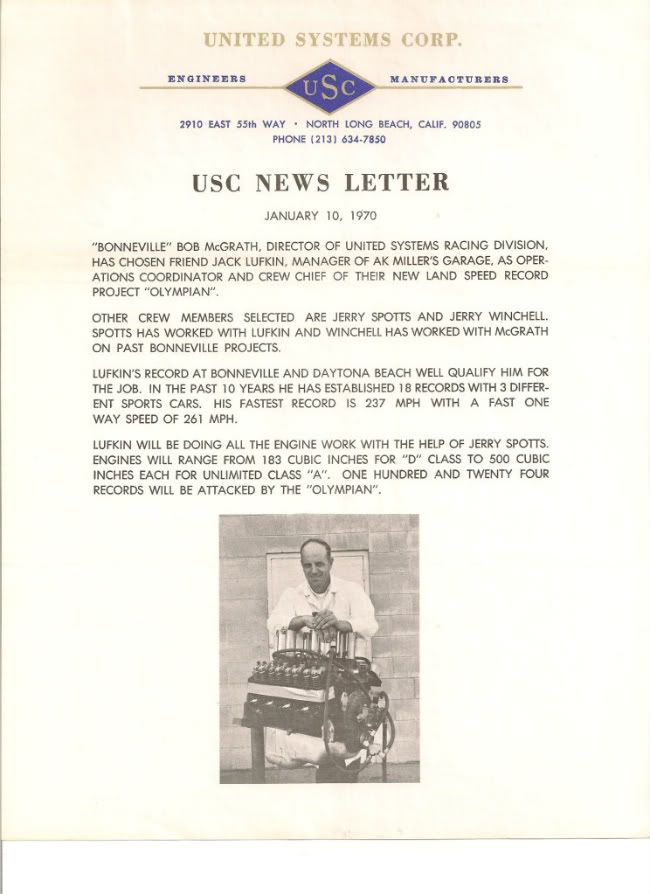 UNITED SYSTEMS CORP.
ENGINEERS USC MANUFACTURERS
2910 EAST 55th WAY • NORTH LONG BEACH, CALIF. 90805
PHONE (213) 634-7850
USC NEWS LETTER
JANUARY 10, 1970
"BONNEVILLE" BOB McGRATH, DIRECTOR OF UNITED SYSTEMS RACING DIVISION,
HAS CHOSEN FRIEND JACK LUFKIN, MANAGER OF AK MILLER'S GARAGE, AS OPER-
ATIONS COORDINATOR AND CREW CHIEF OF THEIR NEW LAND SPEED RECORD
PROJECT "OLYMPIAN".
OTHER CREW MEMBERS SELECTED ARE JERRY SPOTTS AND JERRY WINCHELL.
SPOTTS HAS WORKED WITH LUFKIN AND WINCHELL HAS WORKED WITH McGRATH
ON PAST BONNEVILLE PROJECTS.
LUFKIN'S RECORD AT BONNEVILLE AND DAYTONA BEACH WELL QUALIFY HIM FOR
THE JOB. IN THE PAST 10 YEARS HE HAS ESTABLISHED 18 RECORDS WITH 3 DIFFER-
ENT SPORTS CARS. HIS FASTEST RECORD IS 237 MPH WITH A FAST ONE
WAY SPEED OF 261 MPH.
LUFKIN WILL BE DOING ALL THE ENGINE WORK WITH THE HELP OF JERRY SPOTTS.
ENGINES WILL RANGE FROM 183 CUBIC INCHES FOR "D" CLASS TO 500 CUBIC
INCHES EACH FOR UNLIMITED CLASS "A". ONE HUNDRED AND TWENTY FOUR
RECORDS WILL BE ATTACKED BY THE "OLYMPIAN".